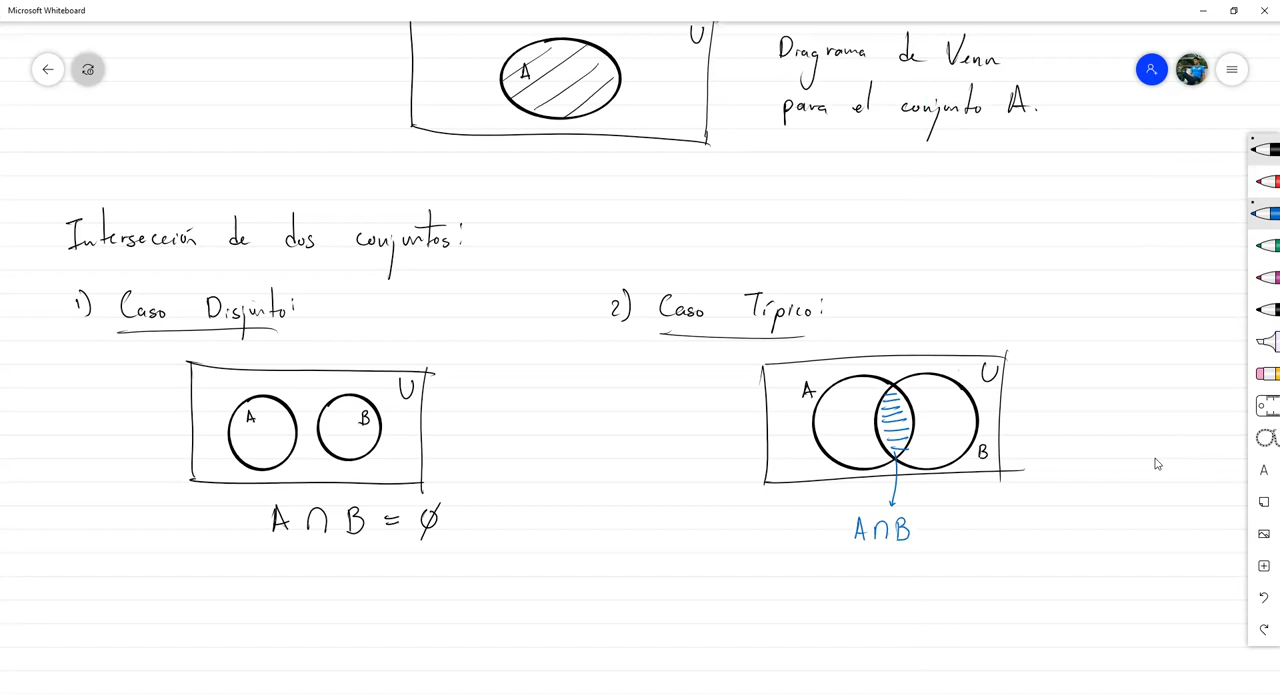 Microsoft Whiteboard
U
A
Diagrama de Venn
para el conjunto A.
Intersección de dos conjuntos:
1) Caso Disjunto:
2) Caso Típico:
U
A
B
A ∩ B = ∅
A
U
B
A∩B
A